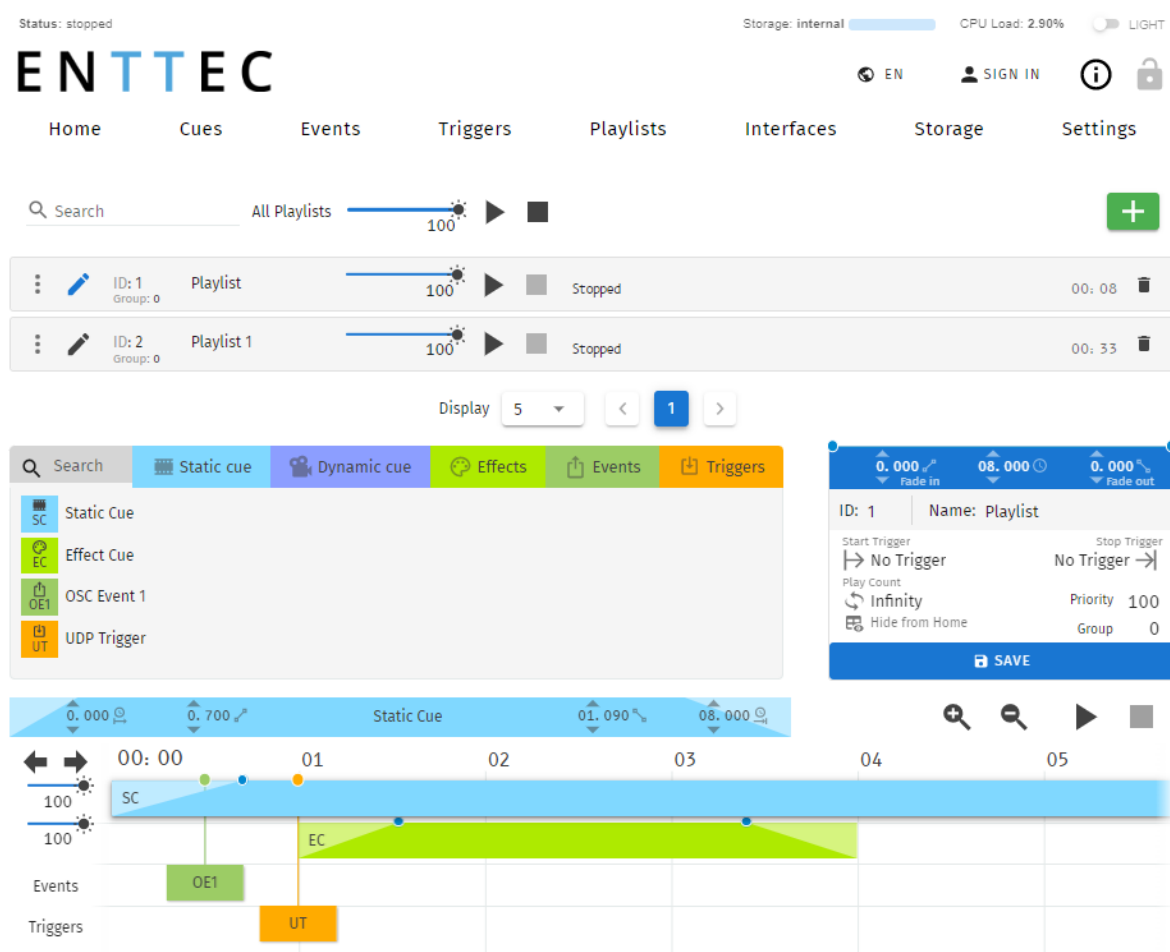 Status: stopped Storage: internal CPU Load: 2.90% LIGHT
ENTTEC
EN SIGN IN
Home Cues Events Triggers Playlists Interfaces Storage Settings
Search All Playlists 100
ID: 1 Playlist 100 Stopped 00: 08
Group: 0
ID: 2 Playlist 1 100 Stopped 00: 33
Group: 0
Display 5 1
Search Static cue Dynamic cue Effects Events Triggers
SC Static Cue
EC Effect Cue
OE1 OSC Event 1
UT UDP Trigger
0. 000 08. 000 0. 000
Fade in Fade out
ID: 1 Name: Playlist
Start Trigger Stop Trigger
No Trigger No Trigger
Play Count
Infinity Priority 100
Hide from Home
Group 0
SAVE
0. 000 0. 700 Static Cue 01. 090 08. 000
00: 00 01 02 03 04 05
100 SC
100 EC
Events OE1
Triggers UT